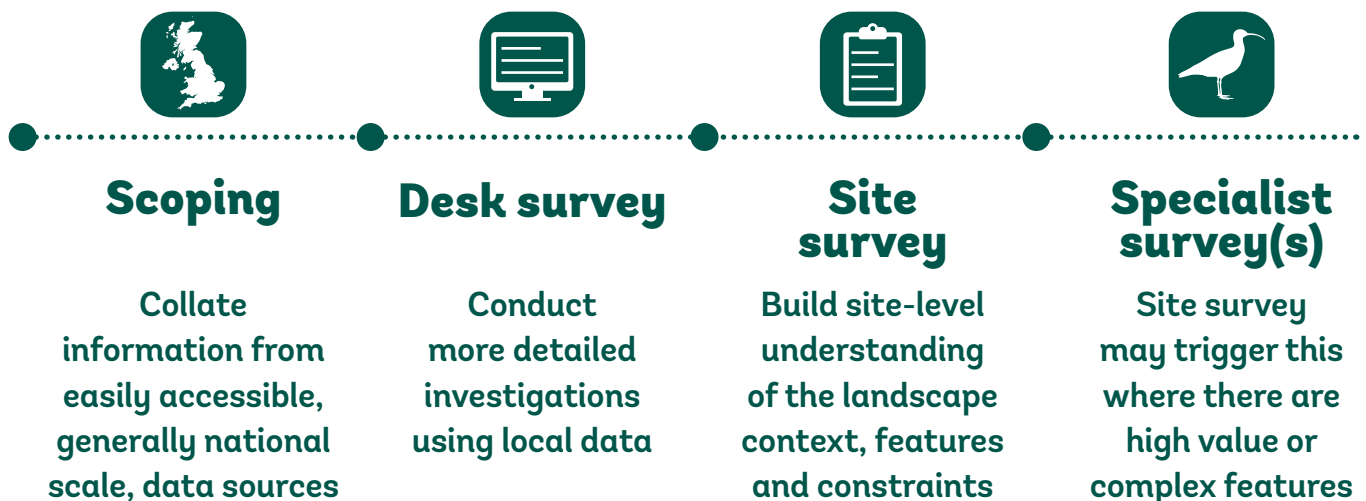 Scoping
Collate
information from
easily accessible,
generally national
scale, data sources
Desk survey
Conduct
more detailed
investigations
using local data
Site
survey
Build site-level
understanding
of the landscape
context, features
and constraints
Specialist
survey(s)
Site survey
may trigger this
where there are
high value or
complex features